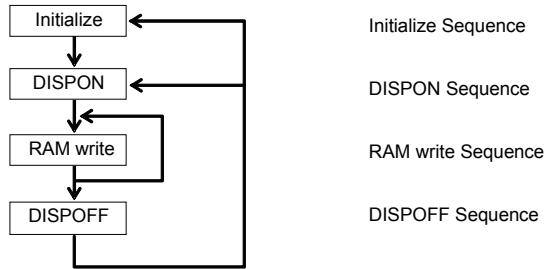 Initialize
Initialize Sequence
DISPON
DISPON Sequence
RAM write
RAM write Sequence
DISPOFF
DISPOFF Sequence